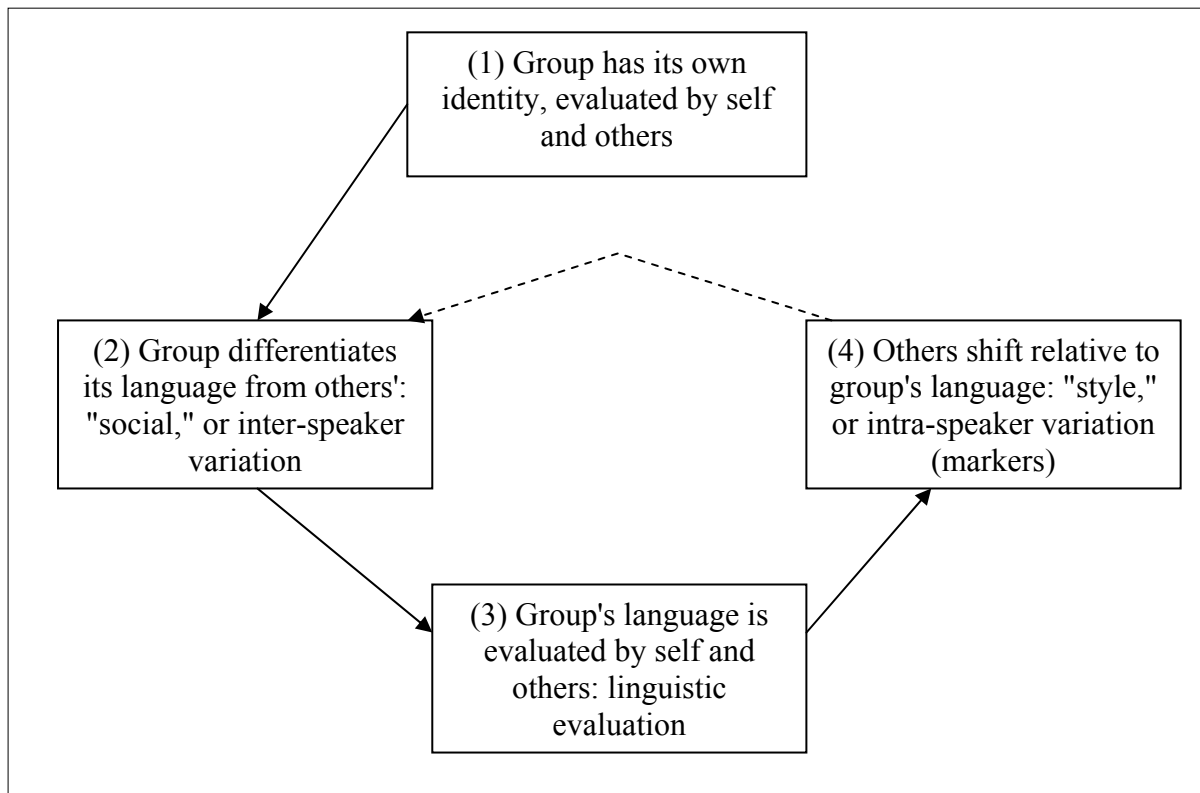 (1) Group has its own
identity, evaluated by self
and others
(2) Group differentiates
its language from others':
"social," or inter-speaker
variation
(4) Others shift relative to
group's language: "style,"
or intra-speaker variation
(markers)
(3) Group's language is
evaluated by self and
others: linguistic
evaluation